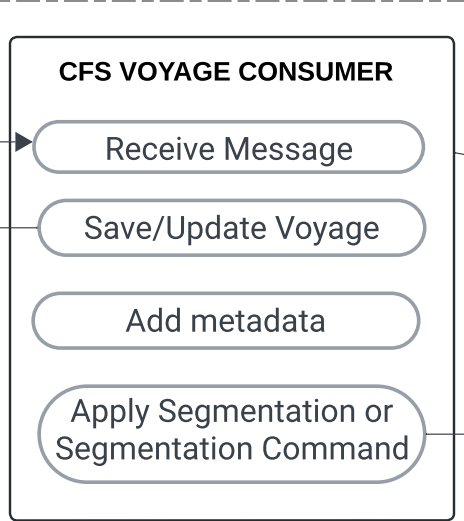 CFS VOYAGE CONSUMER
Receive Message
Save/Update Voyage
Add metadata
Apply Segmentation or
Segmentation Command